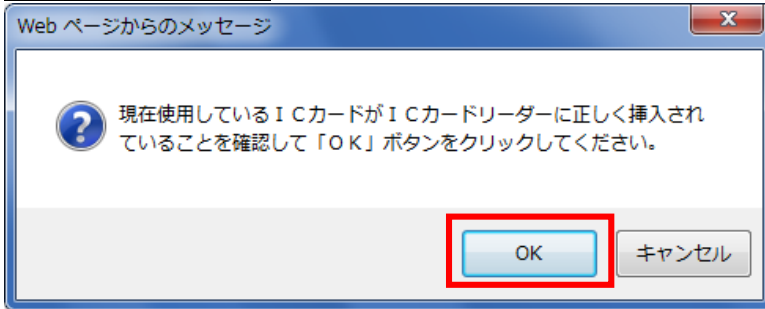 Web ページからのメッセージ
現在使用しているＩＣカードがＩＣカードリーダーに正しく挿入され
ていることを確認して「ＯＫ」ボタンをクリックしてください。
OK
キャンセル